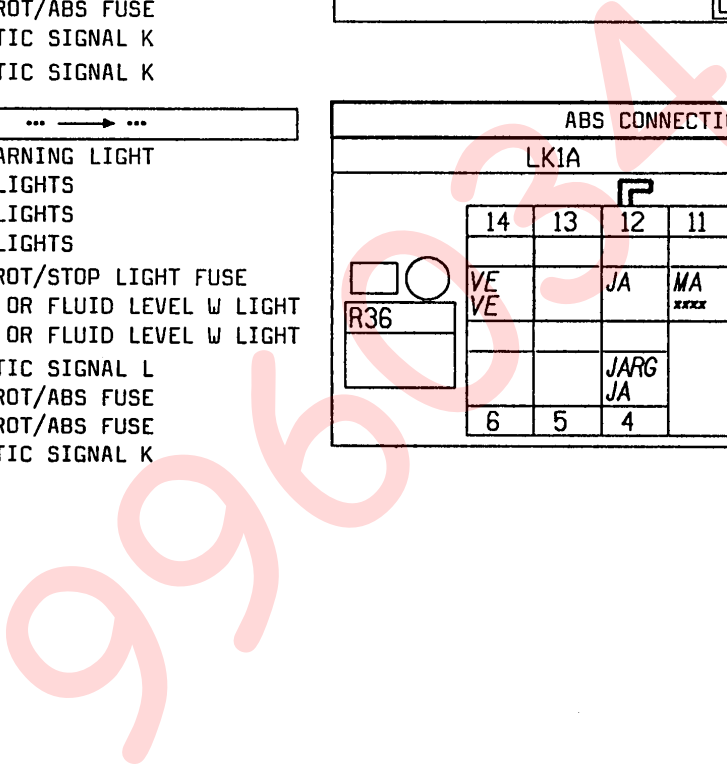 ROT/ABS FUSE
TIC SIGNAL K
TIC SIGNAL K
... → ...
ARNING LIGHT
LIGHTS
LIGHTS
LIGHTS
ROT/STOP LIGHT FUSE
OR FLUID LEVEL W LIGHT
OR FLUID LEVEL W LIGHT
TIC SIGNAL L
ROT/ABS FUSE
ROT/ABS FUSE
TIC SIGNAL K
ABS CONNECTI
LK1A
14 13 12 11
VE JA MA
VE xxxx
R36
JARG
JA
6 5 4
996034